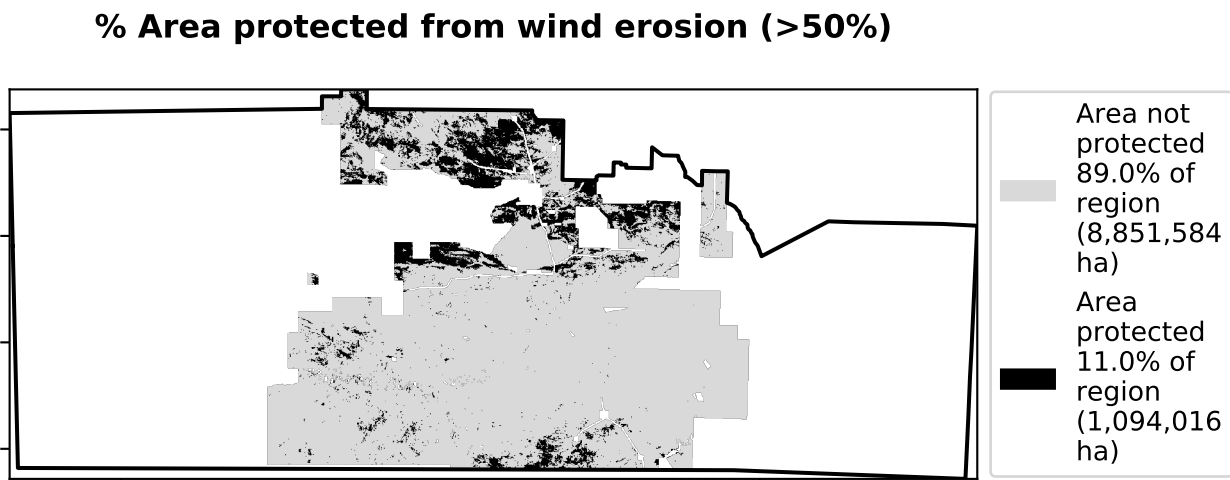 % Area protected from wind erosion (>50%)
Area not
protected
89.0% of
region
(8,851,584
ha)
Area
protected
11.0% of
region
(1,094,016
ha)